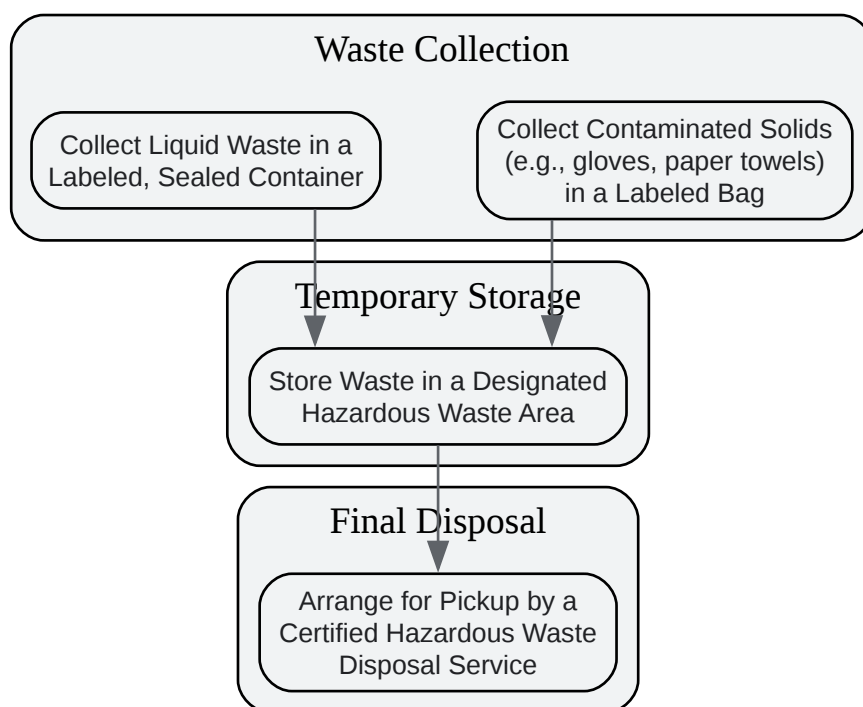 Waste Collection
Collect Liquid Waste in a
Labeled, Sealed Container
Collect Contaminated Solids
(e.g., gloves, paper towels)
in a Labeled Bag
Temporary Storage
Store Waste in a Designated
Hazardous Waste Area
Final Disposal
Arrange for Pickup by a
Certified Hazardous Waste
Disposal Service